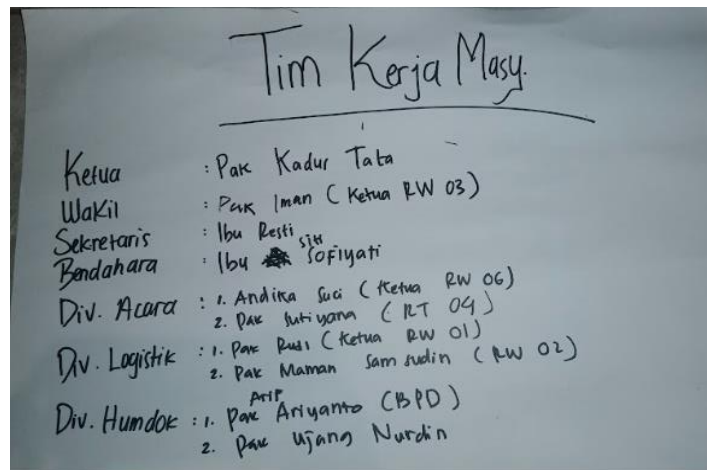 Tim Kerja Masy.
Ketua : Pak Kadur Tata
Wakil : Pak Iman (Ketua RW 03)
Sekretaris : Ibu Resti
Bendahara : Ibu Siti Sofiyati
Div. Acara : 1. Andika Suci (Ketua RW 06)
2. Pak Sutiyana (RT 04)
Div. Logistik : 1. Pak Rusi (Ketua RW 01)
2. Pak Maman Samsudin (RW 02)
Div. Humdok : 1. Pak Arip Ariyanto (BPD)
2. Pak Ujang Nurdin